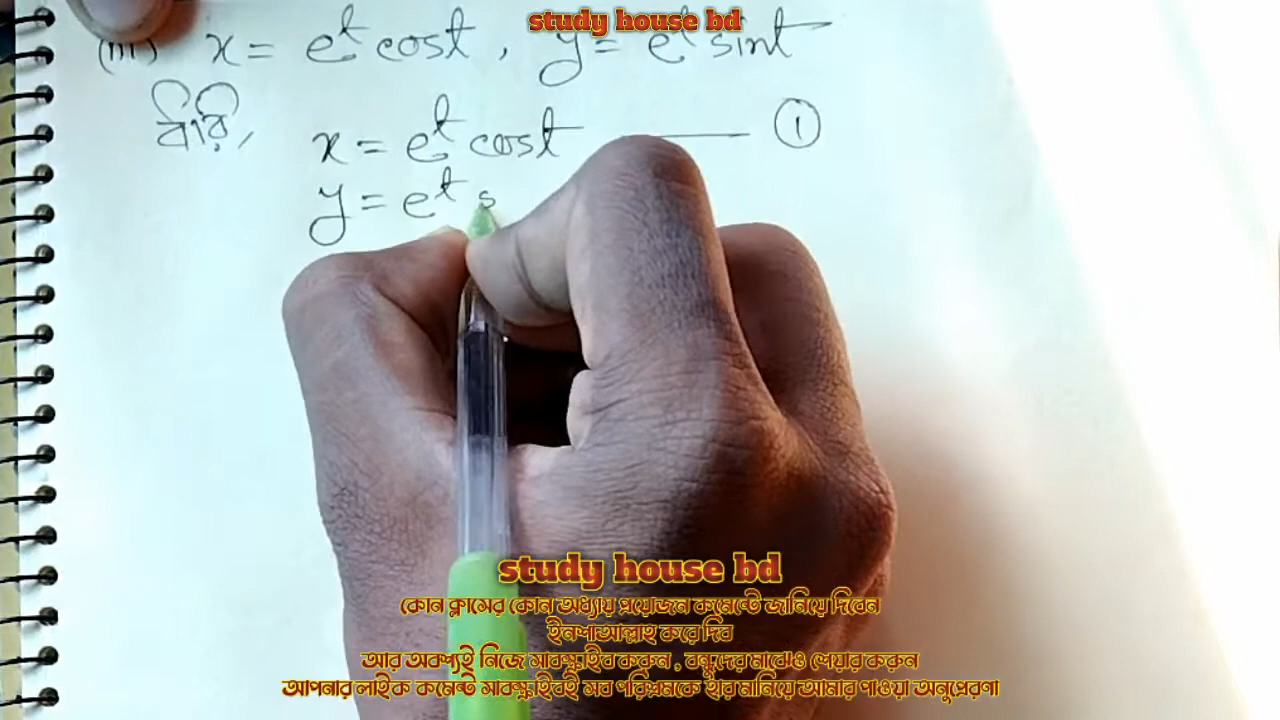 study house bd
(iii) x = e^t cost, y = e^t sint
ধরি, x = e^t cost ——— ①
y = e^t s
study house bd
কোন ক্লাসের কোন অধ্যায় প্রয়োজন কমেন্টে জানিয়ে দিবেন
ইনশাআল্লাহ করে দিব
আর অবশ্যই নিজে সাবস্ক্রাইব করুন , বন্ধুদের মাঝেও শেয়ার করুন
আপনার লাইক কমেন্ট সাবস্ক্রাইবই সব পরিশ্রমকে হার মানিয়ে আমার পাওয়া অনুপ্রেরণা